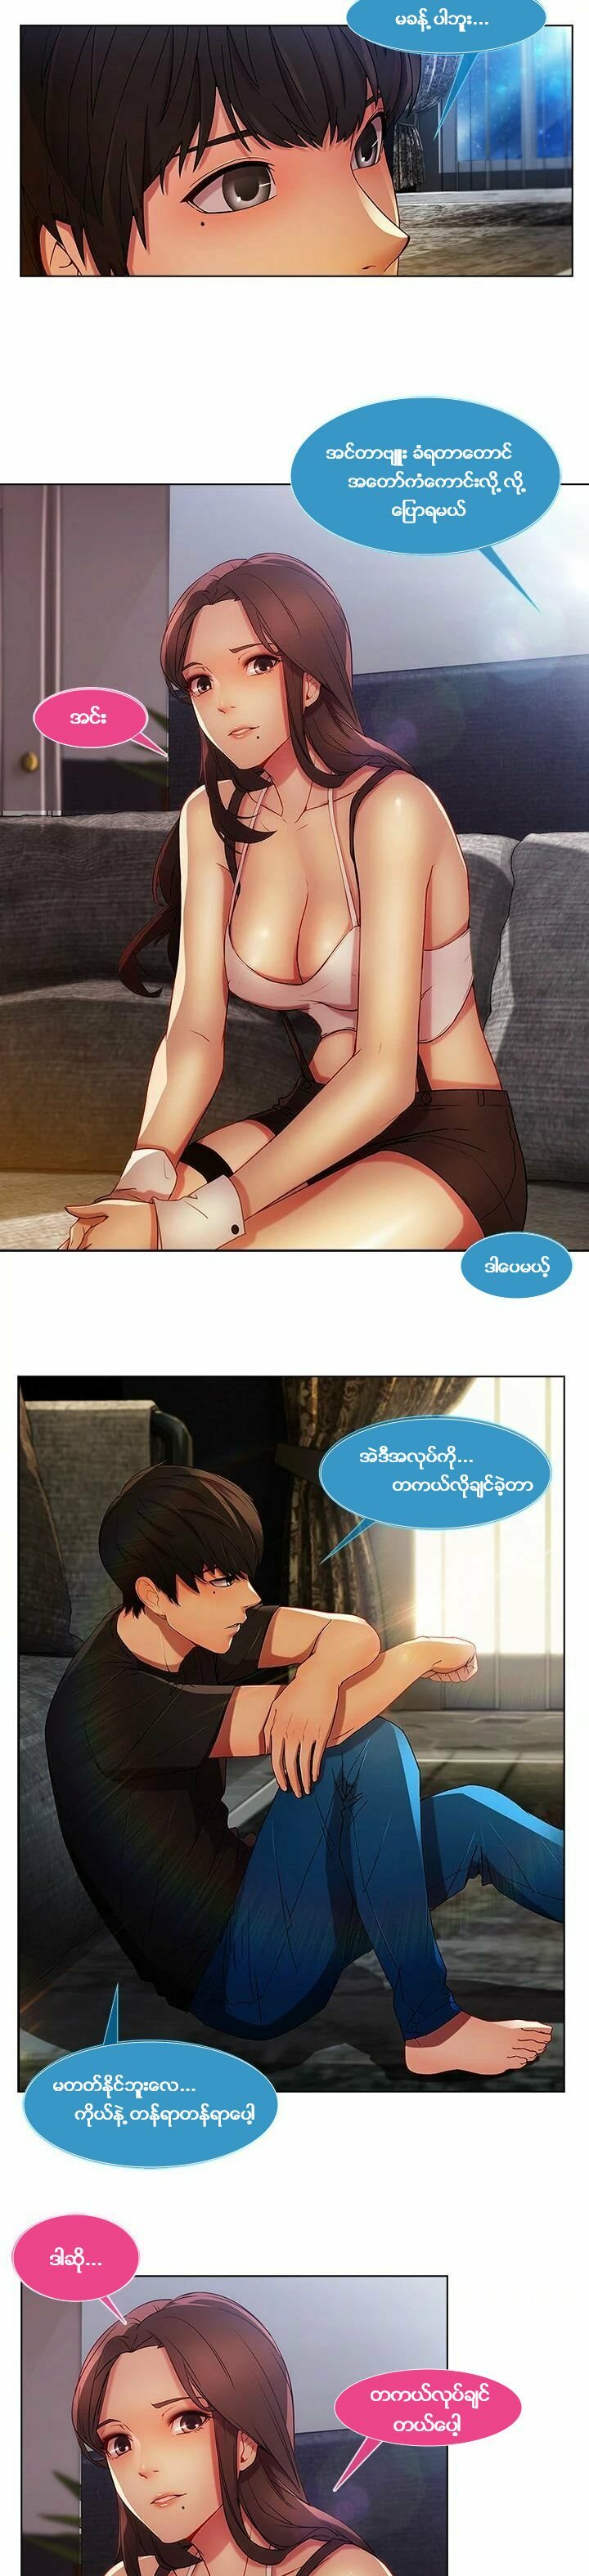 မခန့် ပါဘူး...
အင်တာဗျူး ခံရတာတောင်
အတော်ကံကောင်းလို့ လို့
ပြောရမယ်
အင်း
ဒါပေမယ့်
အဲဒီအလုပ်ကို...
တကယ်လိုချင်ခဲ့တာ
မတတ်နိုင်ဘူးလေ...
ကိုယ်နဲ့ တန်ရာတန်ရာပေါ့
ဒါဆို...
တကယ်လုပ်ချင်
တယ်ပေါ့